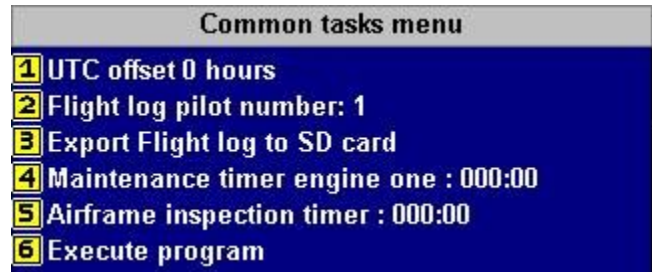 Common tasks menu
1 UTC offset 0 hours
2 Flight log pilot number: 1
3 Export Flight log to SD card
4 Maintenance timer engine one : 000:00
5 Airframe inspection timer : 000:00
6 Execute program